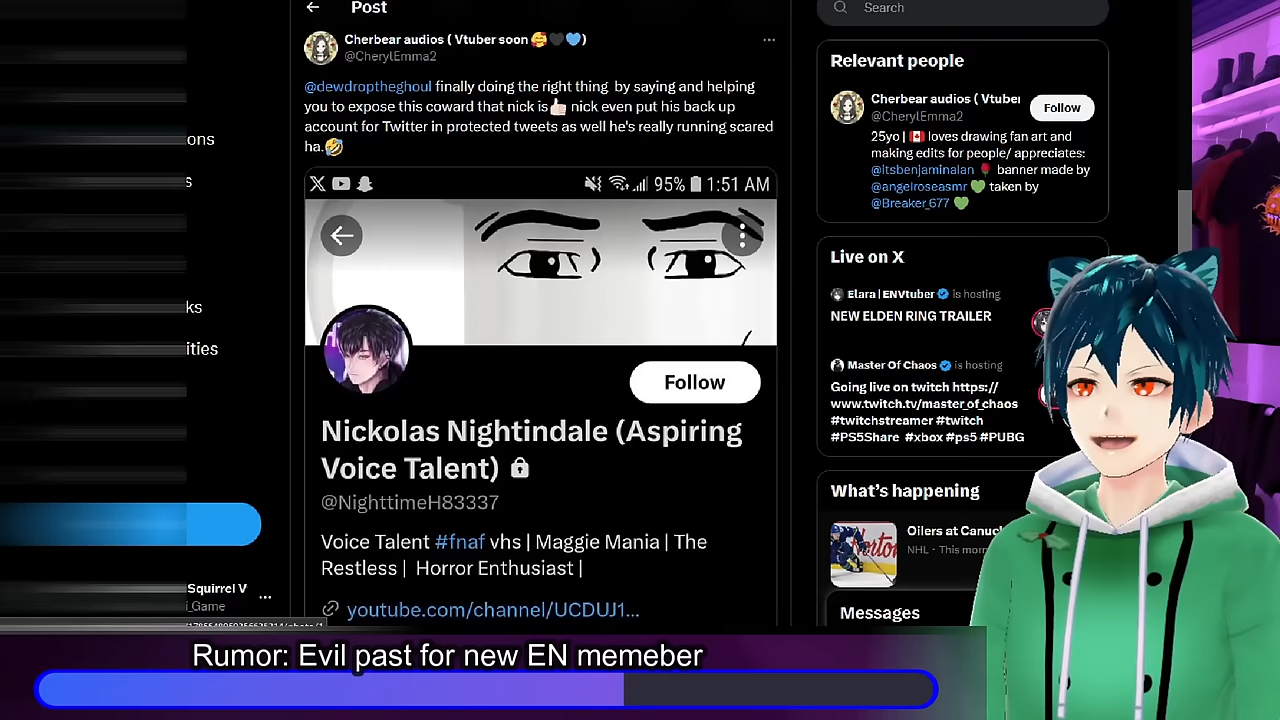 Post
Search
Cherbear audios ( Vtuber soon 🥰🖤💙)
@CherylEmma2
@dewdroptheghoul finally doing the right thing by saying and helping
you to expose this coward that nick is👍🏻 nick even put his back up
account for Twitter in protected tweets as well he's really running scared
ha.🤣
95% 1:51 AM
Follow
Nickolas Nightindale (Aspiring
Voice Talent)
@NighttimeH83337
Voice Talent #fnaf vhs | Maggie Mania | The
Restless | Horror Enthusiast |
youtube.com/channel/UCDUJ1...
ons
s
ks
ities
Squirrel V
i_Game
Relevant people
Cherbear audios ( Vtuber
@CherylEmma2
Follow
25yo | 🇨🇦 loves drawing fan art and
making edits for people/ appreciates:
@itsbenjaminalan 🌹 banner made by
@angelroseasmr 💚 taken by
@Breaker_677 💚
Live on X
Elara | ENVtuber is hosting
NEW ELDEN RING TRAILER
Master Of Chaos is hosting
Going live on twitch https://
www.twitch.tv/master_of_chaos
#twitchstreamer #twitch
#PS5Share #xbox #ps5 #PUBG
What's happening
Oilers at Canuc
NHL · This morn
Messages
Rumor: Evil past for new EN memeber